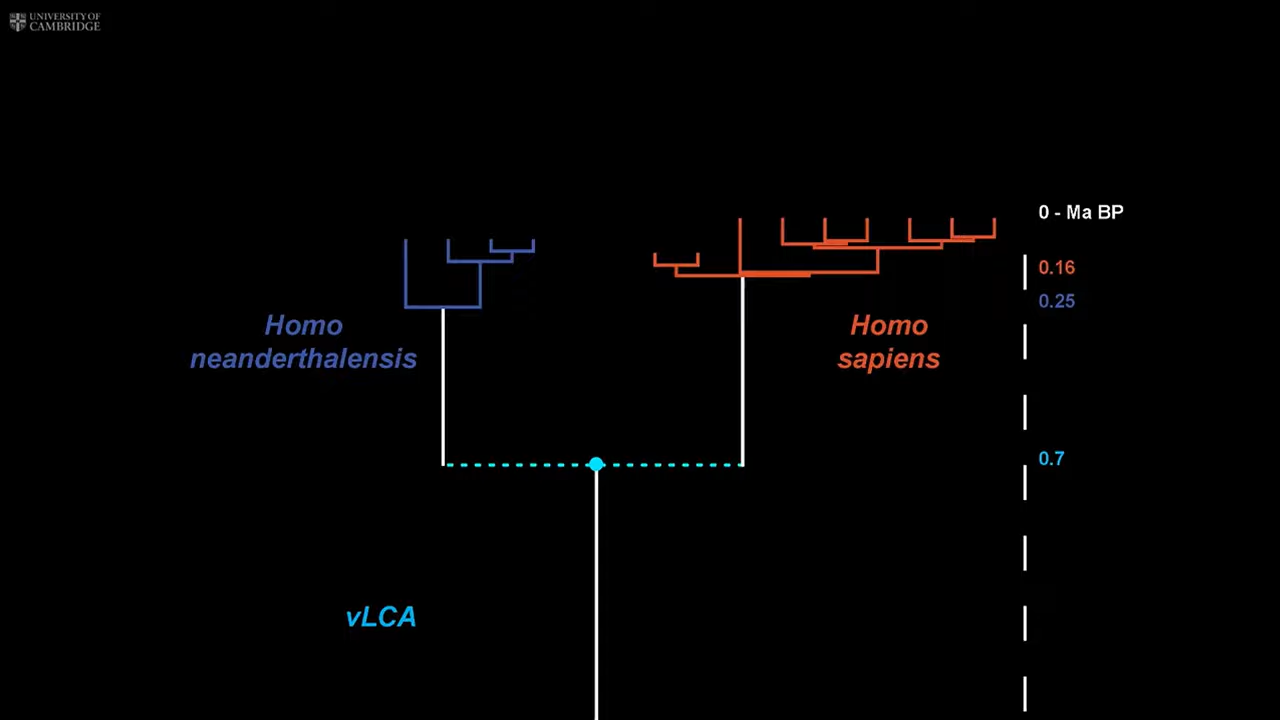 UNIVERSITY OF
CAMBRIDGE
0 - Ma BP
0.16
0.25
Homo
neanderthalensis
Homo
sapiens
0.7
vLCA